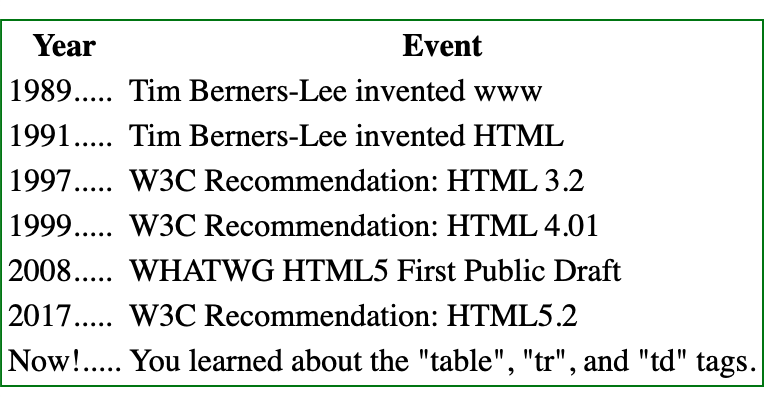 Year Event
1989..... Tim Berners-Lee invented www
1991..... Tim Berners-Lee invented HTML
1997..... W3C Recommendation: HTML 3.2
1999..... W3C Recommendation: HTML 4.01
2008..... WHATWG HTML5 First Public Draft
2017..... W3C Recommendation: HTML5.2
Now!..... You learned about the "table", "tr", and "td" tags.